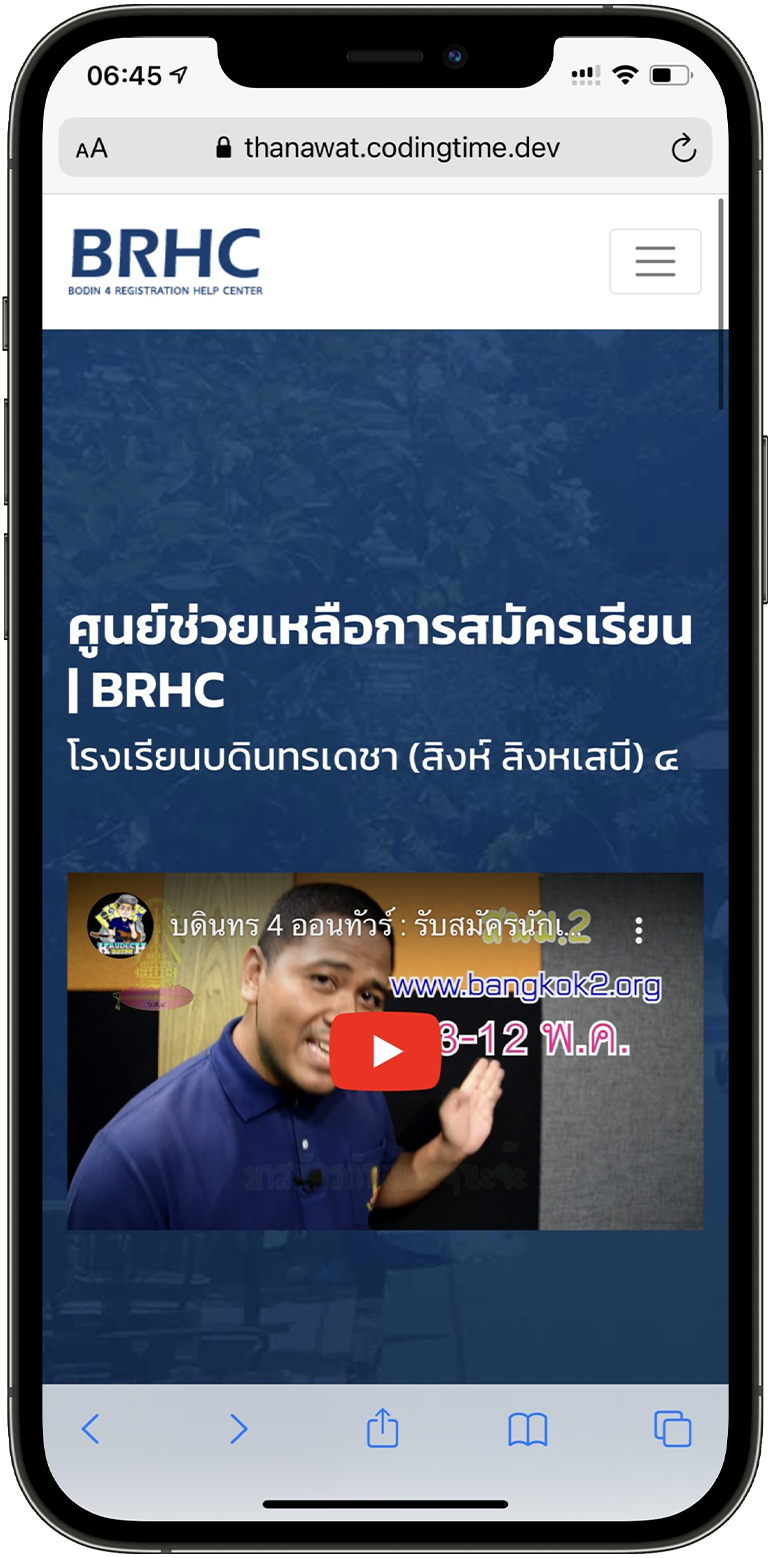 06:45
AA thanawat.codingtime.dev
BRHC
BODIN 4 REGISTRATION HELP CENTER
ศูนย์ช่วยเหลือการสมัครเรียน
| BRHC
โรงเรียนบดินทรเดชา (สิงห์ สิงหเสนี) ๔
บดินทร 4 ออนทัวร์ : รับสมัครนักเ...
www.bangkok2.org
3-12 พ.ค.